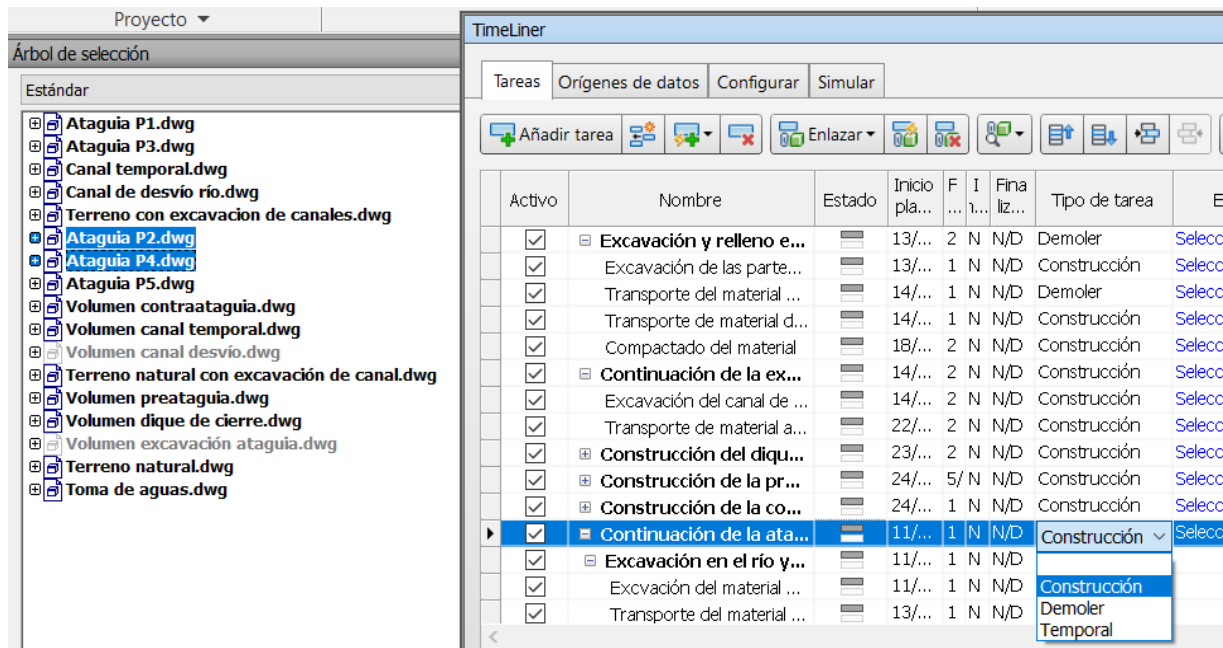 Proyecto
TimeLiner
Árbol de selección
Estándar
Ataguia P1.dwg
Ataguia P3.dwg
Canal temporal.dwg
Canal de desvío río.dwg
Terreno con excavacion de canales.dwg
Ataguia P2.dwg
Ataguia P4.dwg
Ataguia P5.dwg
Volumen contraataguia.dwg
Volumen canal temporal.dwg
Volumen canal desvío.dwg
Terreno natural con excavación de canal.dwg
Volumen preataguia.dwg
Volumen dique de cierre.dwg
Volumen excavación ataguia.dwg
Terreno natural.dwg
Toma de aguas.dwg
Tareas Orígenes de datos Configurar Simular
Añadir tarea Enlazar
Activo Nombre Estado Inicio pla... F ... I ... Fina liz... Tipo de tarea E
Excavación y relleno e... 13/... 2 N N/D Demoler Selecc
Excavación de las parte... 13/... 1 N N/D Construcción Selecc
Transporte del material ... 14/... 1 N N/D Demoler Selecc
Transporte de material d... 14/... 1 N N/D Construcción Selecc
Compactado del material 18/... 2 N N/D Construcción Selecc
Continuación de la ex... 14/... 2 N N/D Construcción Selecc
Excavación del canal de ... 14/... 2 N N/D Construcción Selecc
Transporte de material a... 22/... 2 N N/D Construcción Selecc
Construcción del diqu... 23/... 2 N N/D Construcción Selecc
Construcción de la pr... 24/... 5/ N N/D Construcción Selecc
Construcción de la co... 24/... 1 N N/D Construcción Selecc
Continuación de la ata... 11/... 1 N N/D Construcción Selecc
Excavación en el río y... 11/... 1 N N/D
Excvación del material ... 11/... 1 N N/D Construcción
Demoler
Transporte del material ... 13/... 1 N N/D Temporal